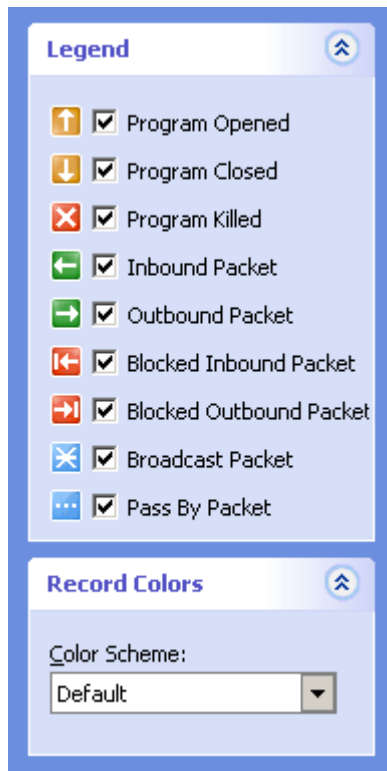 Legend
Program Opened
Program Closed
Program Killed
Inbound Packet
Outbound Packet
Blocked Inbound Packet
Blocked Outbound Packet
Broadcast Packet
Pass By Packet
Record Colors
Color Scheme:
Default